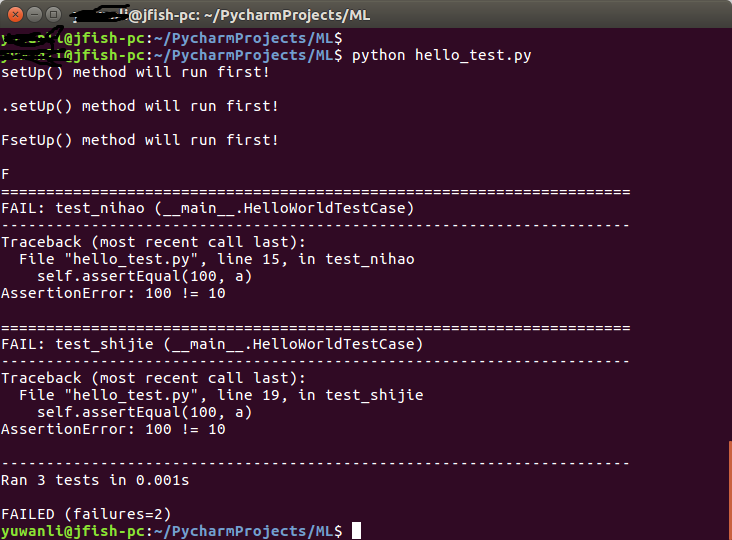 @jfish-pc: ~/PycharmProjects/ML
@jfish-pc:~/PycharmProjects/ML$
@jfish-pc:~/PycharmProjects/ML$ python hello_test.py
setUp() method will run first!
.setUp() method will run first!
FsetUp() method will run first!
F
======================================================================
FAIL: test_nihao (__main__.HelloWorldTestCase)
----------------------------------------------------------------------
Traceback (most recent call last):
  File "hello_test.py", line 15, in test_nihao
    self.assertEqual(100, a)
AssertionError: 100 != 10
======================================================================
FAIL: test_shijie (__main__.HelloWorldTestCase)
----------------------------------------------------------------------
Traceback (most recent call last):
  File "hello_test.py", line 19, in test_shijie
    self.assertEqual(100, a)
AssertionError: 100 != 10
----------------------------------------------------------------------
Ran 3 tests in 0.001s
FAILED (failures=2)
yuwanli@jfish-pc:~/PycharmProjects/ML$